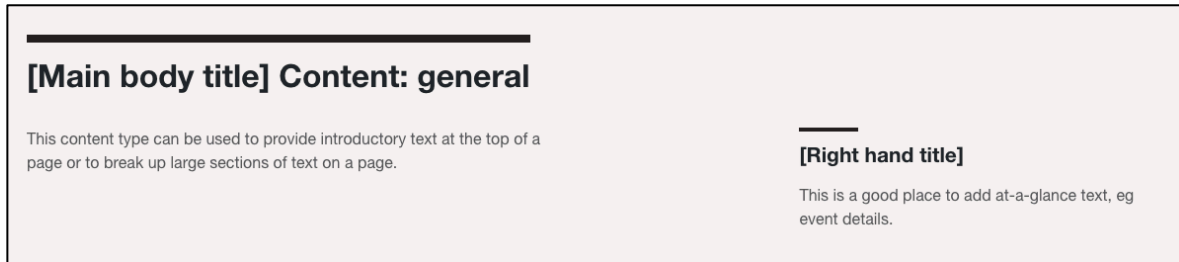 [Main body title] Content: general
This content type can be used to provide introductory text at the top of a
page or to break up large sections of text on a page.
[Right hand title]
This is a good place to add at-a-glance text, eg
event details.